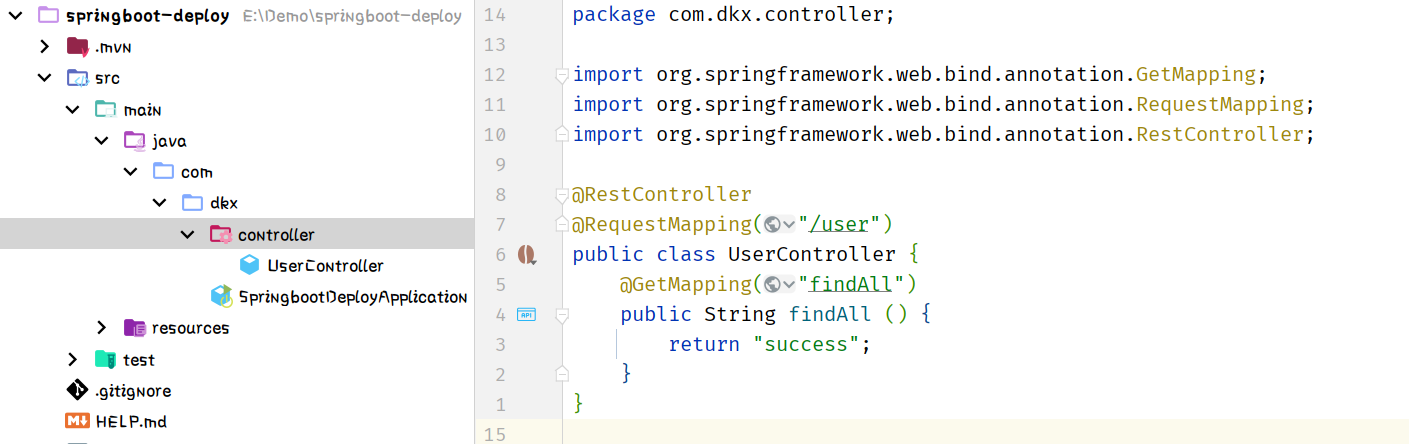 springboot-deploy E:\Demo\springboot-deploy
.mvn
src
main
java
com
dkx
controller
UserController
SpringbootDeployApplication
resources
test
.gitignore
HELP.md
14 package com.dkx.controller;
13
12 import org.springframework.web.bind.annotation.GetMapping;
11 import org.springframework.web.bind.annotation.RequestMapping;
10 import org.springframework.web.bind.annotation.RestController;
9
8 @RestController
7 @RequestMapping("/user")
6 public class UserController {
5 @GetMapping("findAll")
4 API public String findAll () {
3 return "success";
2 }
1 }
15